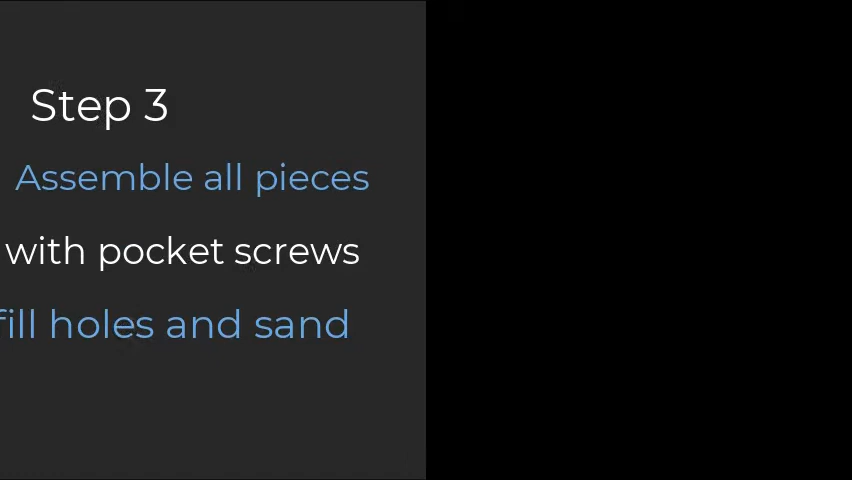 Step 3
Assemble all pieces
with pocket screws
fill holes and sand